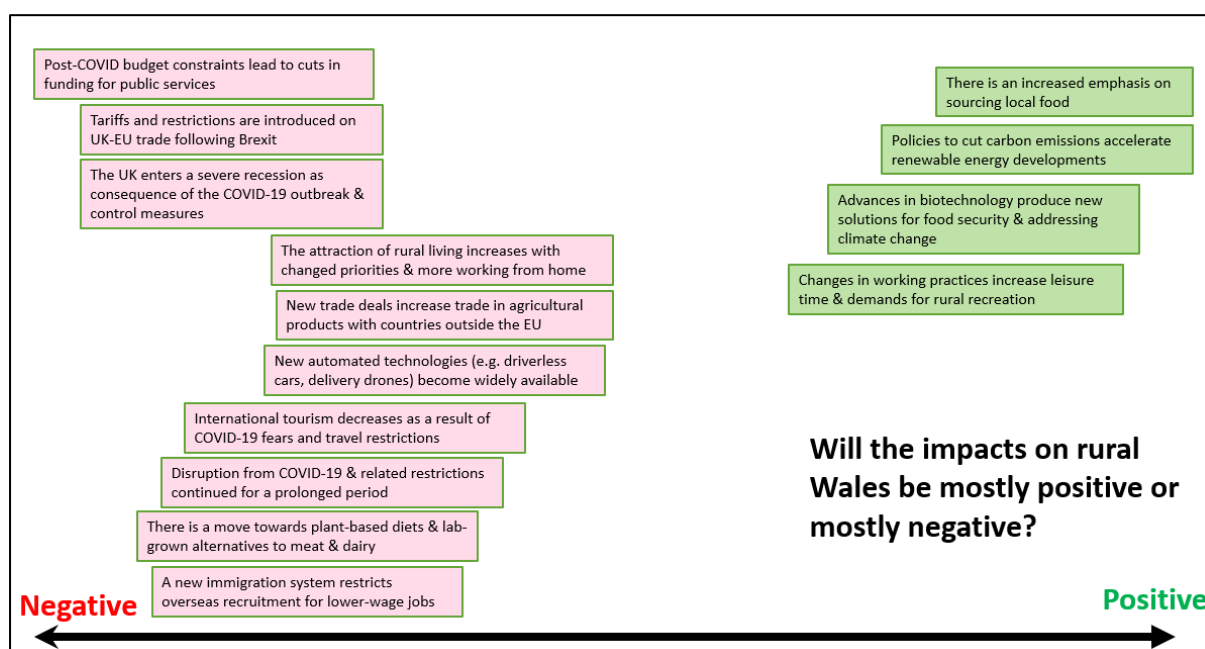 Post-COVID budget constraints lead to cuts in
funding for public services
Tariffs and restrictions are introduced on
UK-EU trade following Brexit
The UK enters a severe recession as
consequence of the COVID-19 outbreak &
control measures
The attraction of rural living increases with
changed priorities & more working from home
New trade deals increase trade in agricultural
products with countries outside the EU
New automated technologies (e.g. driverless
cars, delivery drones) become widely available
International tourism decreases as a result of
COVID-19 fears and travel restrictions
Disruption from COVID-19 & related restrictions
continued for a prolonged period
There is a move towards plant-based diets & lab-
grown alternatives to meat & dairy
A new immigration system restricts
overseas recruitment for lower-wage jobs
There is an increased emphasis on
sourcing local food
Policies to cut carbon emissions accelerate
renewable energy developments
Advances in biotechnology produce new
solutions for food security & addressing
climate change
Changes in working practices increase leisure
time & demands for rural recreation
Will the impacts on rural
Wales be mostly positive or
mostly negative?
Negative
Positive